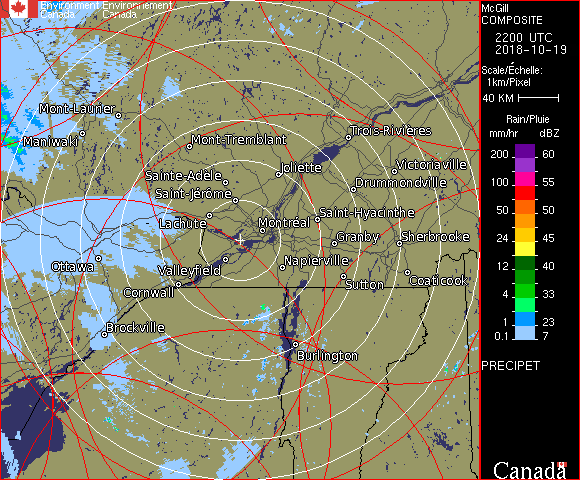 Environment Environnement
Canada Canada
McGill
COMPOSITE
2200 UTC
2018-10-19
Scale/Échelle:
1km/Pixel
40 KM
Rain/Pluie
mm/hr dBZ
200 60
100 55
50 50
24 45
12 40
4 33
1 23
0.1 7
PRECIPET
Canada
Mont-Laurier
Maniwaki
Mont-Tremblant
Trois-Rivières
Sainte-Adèle
Joliette
Victoriaville
Saint-Jérôme
Drummondville
Lachute
Montréal
Saint-Hyacinthe
Granby
Sherbrooke
Ottawa
Valleyfield
Napierville
Cornwall
Sutton
Coaticook
Brockville
Burlington